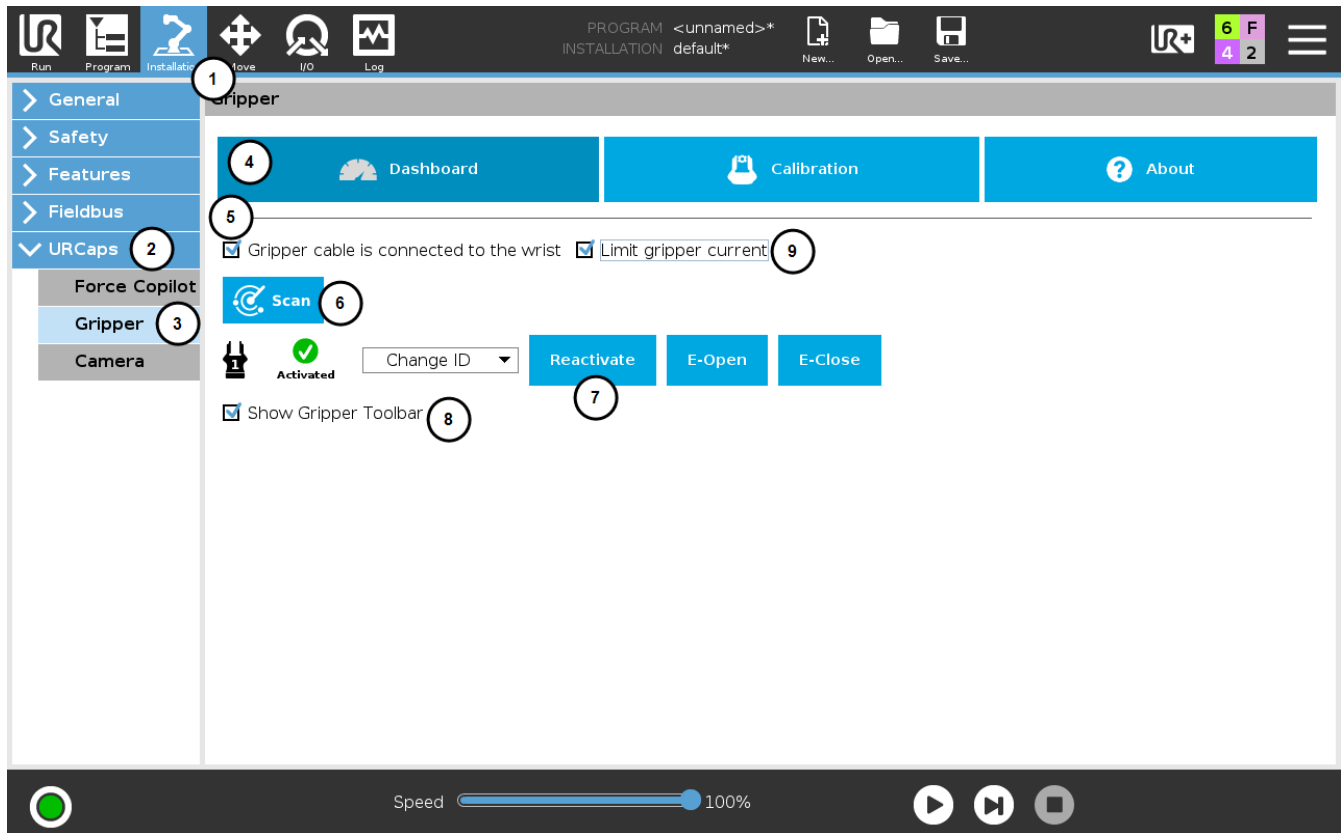 PROGRAM <unnamed>*
INSTALLATION default*
UR
UR+
6 F
4 2
Run Program Installatio Move I/O Log
New... Open... Save...
1
General
Gripper
Safety
Features
Fieldbus
URCaps 2
Force Copilot
Gripper 3
Camera
4 Dashboard Calibration ? About
5
Gripper cable is connected to the wrist Limit gripper current 9
Scan 6
1 Activated Change ID Reactivate E-Open E-Close
7
Show Gripper Toolbar 8
Speed 100%